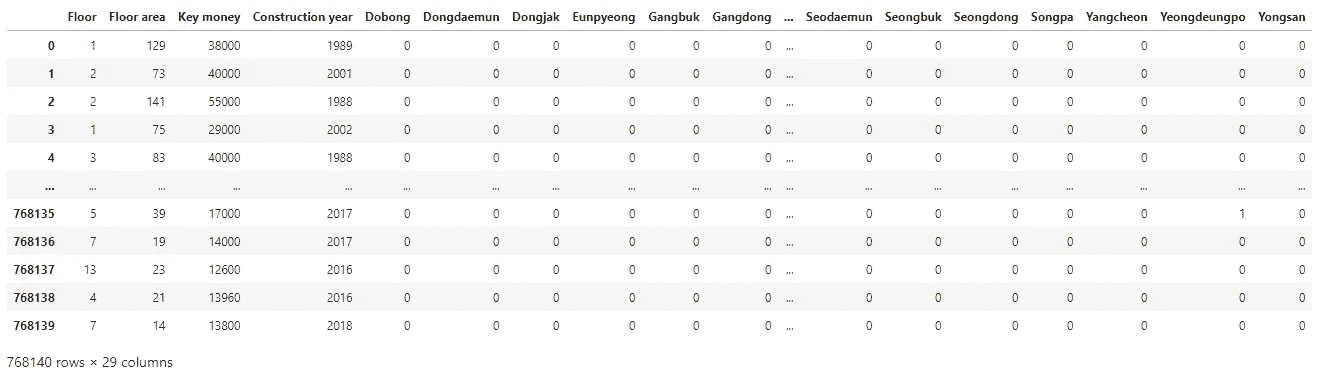 Floor Floor area Key money Construction year Dobong Dongdaemun Dongjak Eunpyeong Gangbuk Gangdong ... Seodaemun Seongbuk Seongdong Songpa Yangcheon Yeongdeungpo Yongsan
0 1 129 38000 1989 0 0 0 0 0 0 ... 0 0 0 0 0 0 0
1 2 73 40000 2001 0 0 0 0 0 0 ... 0 0 0 0 0 0 0
2 2 141 55000 1988 0 0 0 0 0 0 ... 0 0 0 0 0 0 0
3 1 75 29000 2002 0 0 0 0 0 0 ... 0 0 0 0 0 0 0
4 3 83 40000 1988 0 0 0 0 0 0 ... 0 0 0 0 0 0 0
... ... ... ... ... ... ... ... ... ... ... ... ... ... ... ... ... ... ...
768135 5 39 17000 2017 0 0 0 0 0 0 ... 0 0 0 0 0 1 0
768136 7 19 14000 2017 0 0 0 0 0 0 ... 0 0 0 0 0 0 0
768137 13 23 12600 2016 0 0 0 0 0 0 ... 0 0 0 0 0 0 0
768138 4 21 13960 2016 0 0 0 0 0 0 ... 0 0 0 0 0 0 0
768139 7 14 13800 2018 0 0 0 0 0 0 ... 0 0 0 0 0 0 0
768140 rows × 29 columns